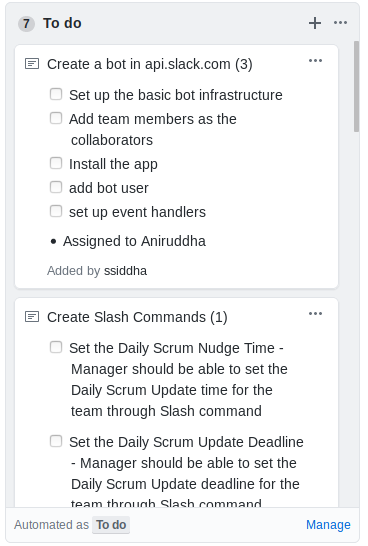 7 To do
Create a bot in api.slack.com (3)
Set up the basic bot infrastructure
Add team members as the
collaborators
Install the app
add bot user
set up event handlers
• Assigned to Aniruddha
Added by ssiddha
Create Slash Commands (1)
Set the Daily Scrum Nudge Time -
Manager should be able to set the
Daily Scrum Update time for the
team through Slash command
Set the Daily Scrum Update Deadline
- Manager should be able to set the
Daily Scrum Update deadline for the
team through Slash command
Automated as To do Manage